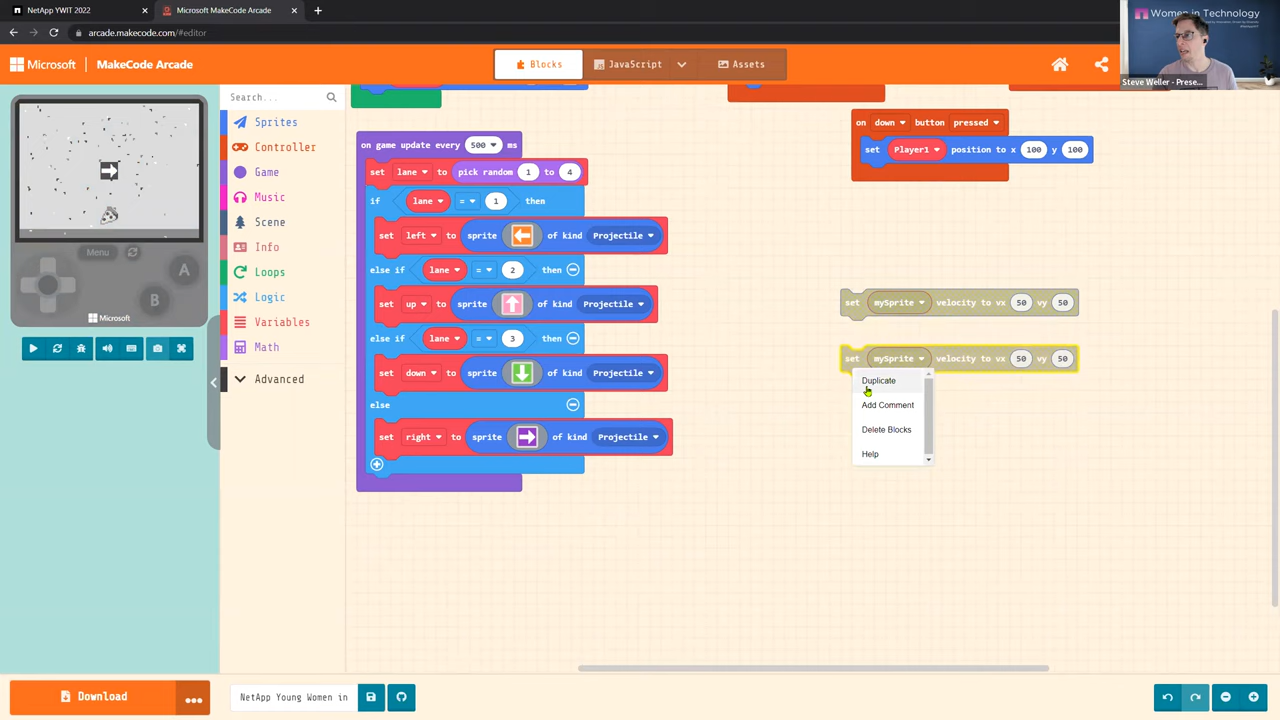 NetApp YWIT 2022
Microsoft MakeCode Arcade
arcade.makecode.com/#editor
Women in Technology
Steve Weller - Prese...
Microsoft
MakeCode Arcade
Blocks
JavaScript
Assets
Menu
A
B
Microsoft
Search...
Sprites
Controller
Game
Music
Scene
Info
Loops
Logic
Variables
Math
Advanced
on down button pressed
set Player1 position to x 100 y 100
on game update every 500 ms
set lane to pick random 1 to 4
if lane = 1 then
set left to sprite of kind Projectile
else if lane = 2 then
set up to sprite of kind Projectile
else if lane = 3 then
set down to sprite of kind Projectile
else
set right to sprite of kind Projectile
set mySprite velocity to vx 50 vy 50
set mySprite velocity to vx 50 vy 50
Duplicate
Add Comment
Delete Blocks
Help
Download
NetApp Young Women in